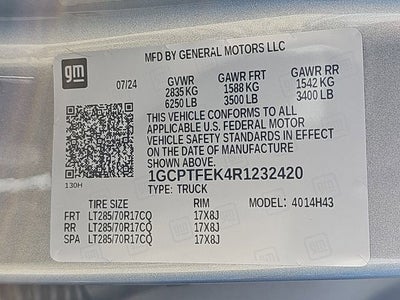 MFD BY GENERAL MOTORS LLC
gm
07/24 GVWR GAWR FRT GAWR RR
2835 KG 1588 KG 1542 KG
6250 LB 3500 LB 3400 LB
THIS VEHICLE CONFORMS TO ALL
APPLICABLE U.S. FEDERAL MOTOR
VEHICLE SAFETY STANDARDS IN EFFECT
ON THE DATE OF MANUFACTURE
SHOWN ABOVE.
1GCPTFEK4R1232420
130H
TYPE: TRUCK MODEL: 4014H43
TIRE SIZE RIM
FRT LT285/70R17CQ 17X8J
RR LT285/70R17CQ 17X8J
SPA LT285/70R17CQ 17X8J